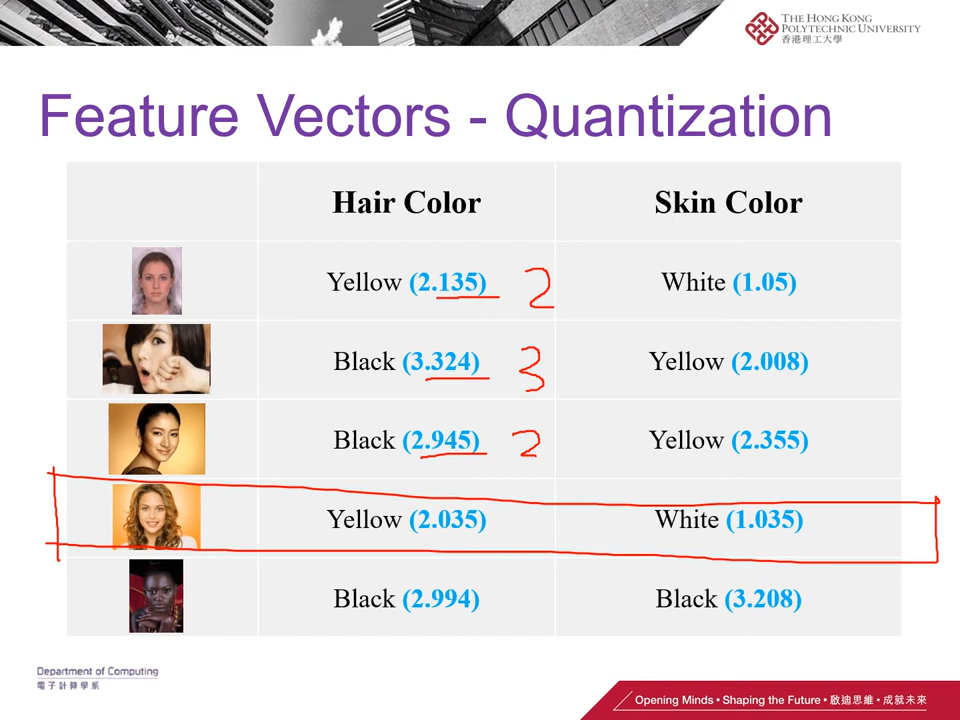 THE HONG KONG
POLYTECHNIC UNIVERSITY
香港理工大學
Feature Vectors - Quantization
Hair Color Skin Color
Yellow (2.135) 2 White (1.05)
Black (3.324) 3 Yellow (2.008)
Black (2.945) 2 Yellow (2.355)
Yellow (2.035) White (1.035)
Black (2.994) Black (3.208)
Department of Computing
電子計算學系
Opening Minds • Shaping the Future • 啟迪思維 • 成就未來